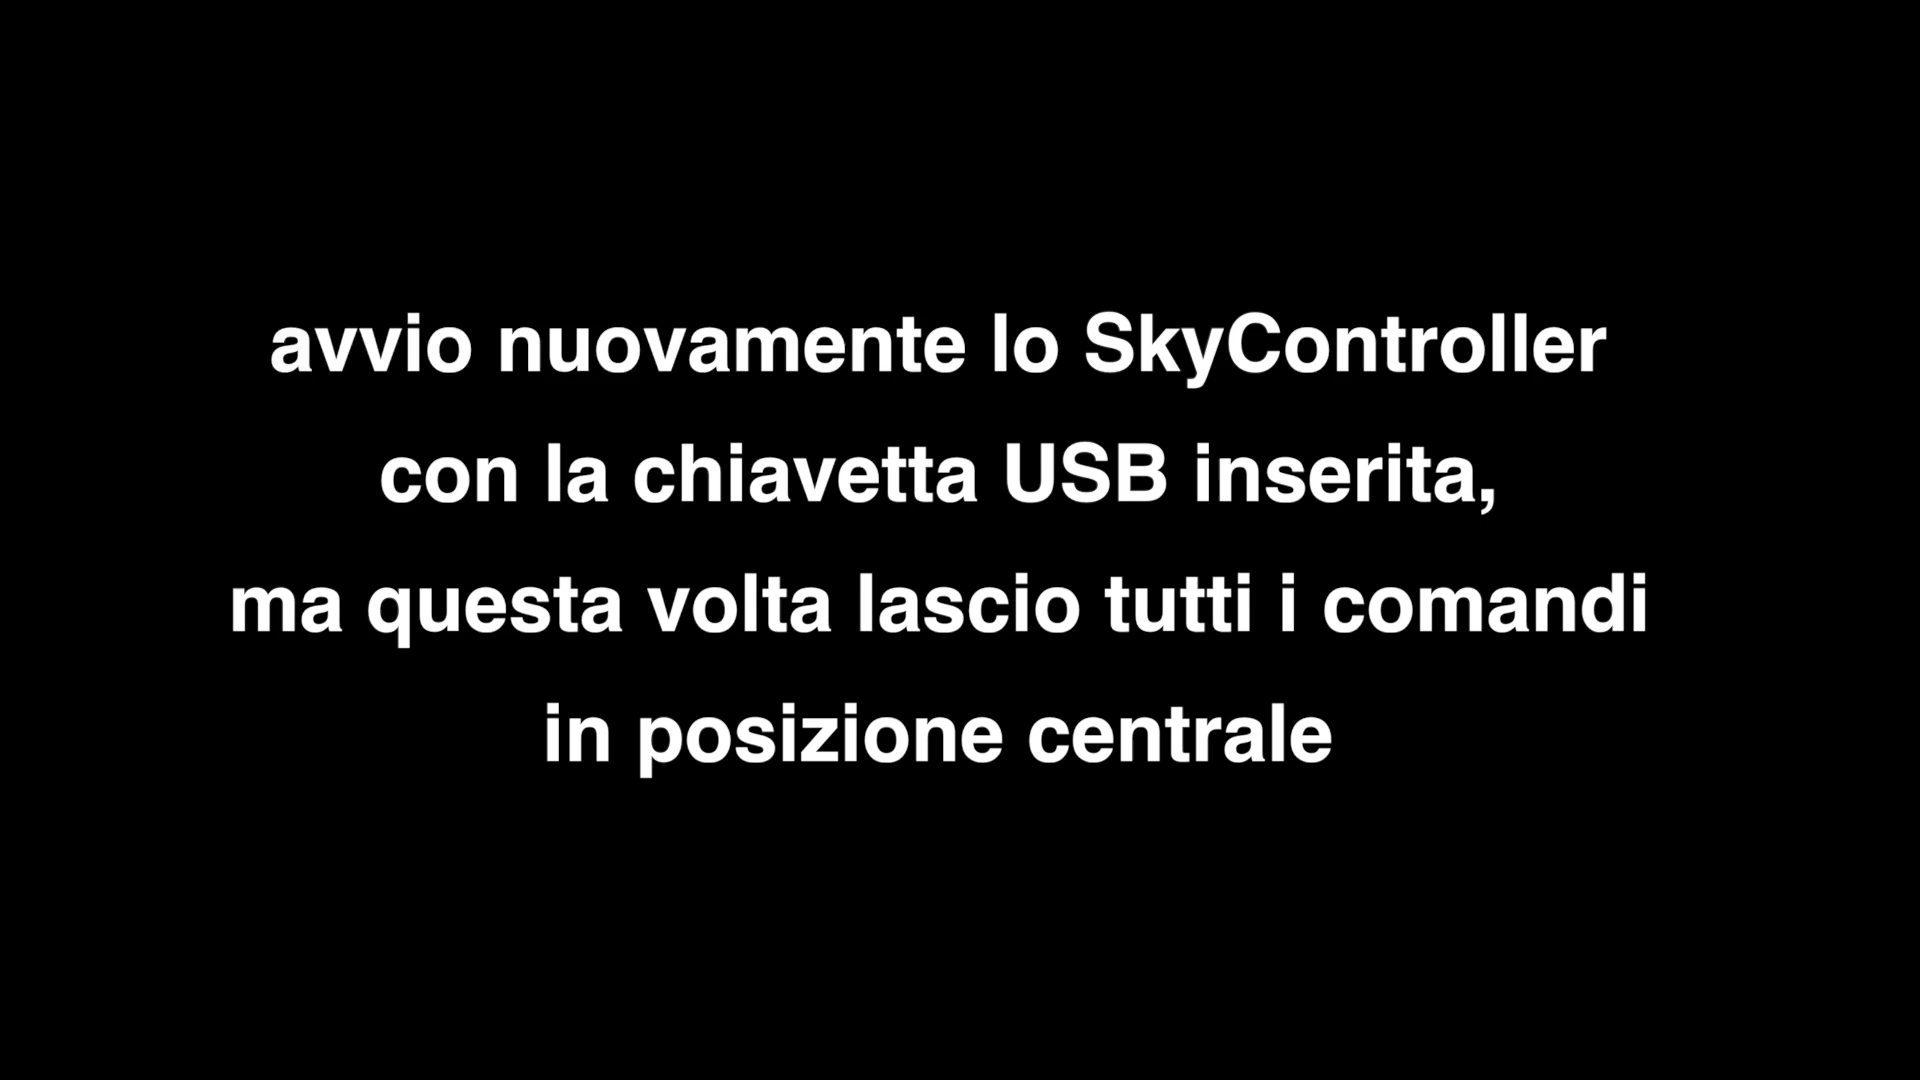 avvio nuovamente lo SkyController
con la chiavetta USB inserita,
ma questa volta lascio tutti i comandi
in posizione centrale